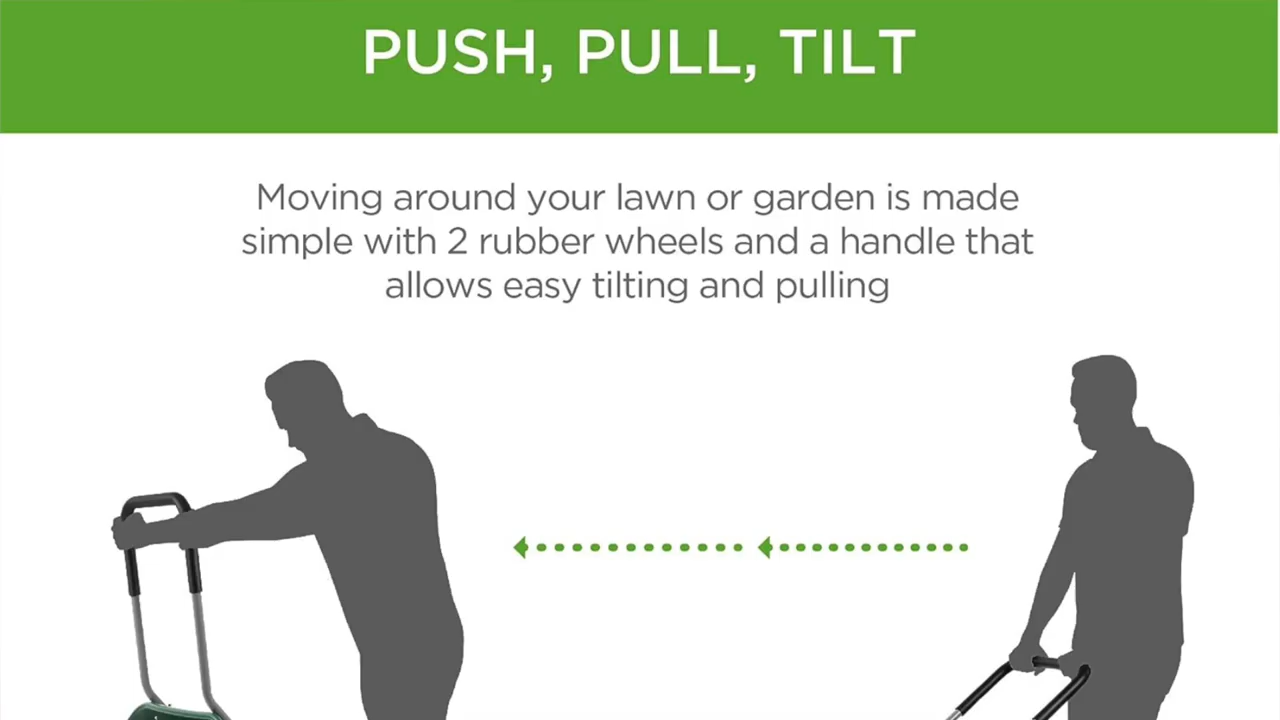 PUSH, PULL, TILT
Moving around your lawn or garden is made
simple with 2 rubber wheels and a handle that
allows easy tilting and pulling